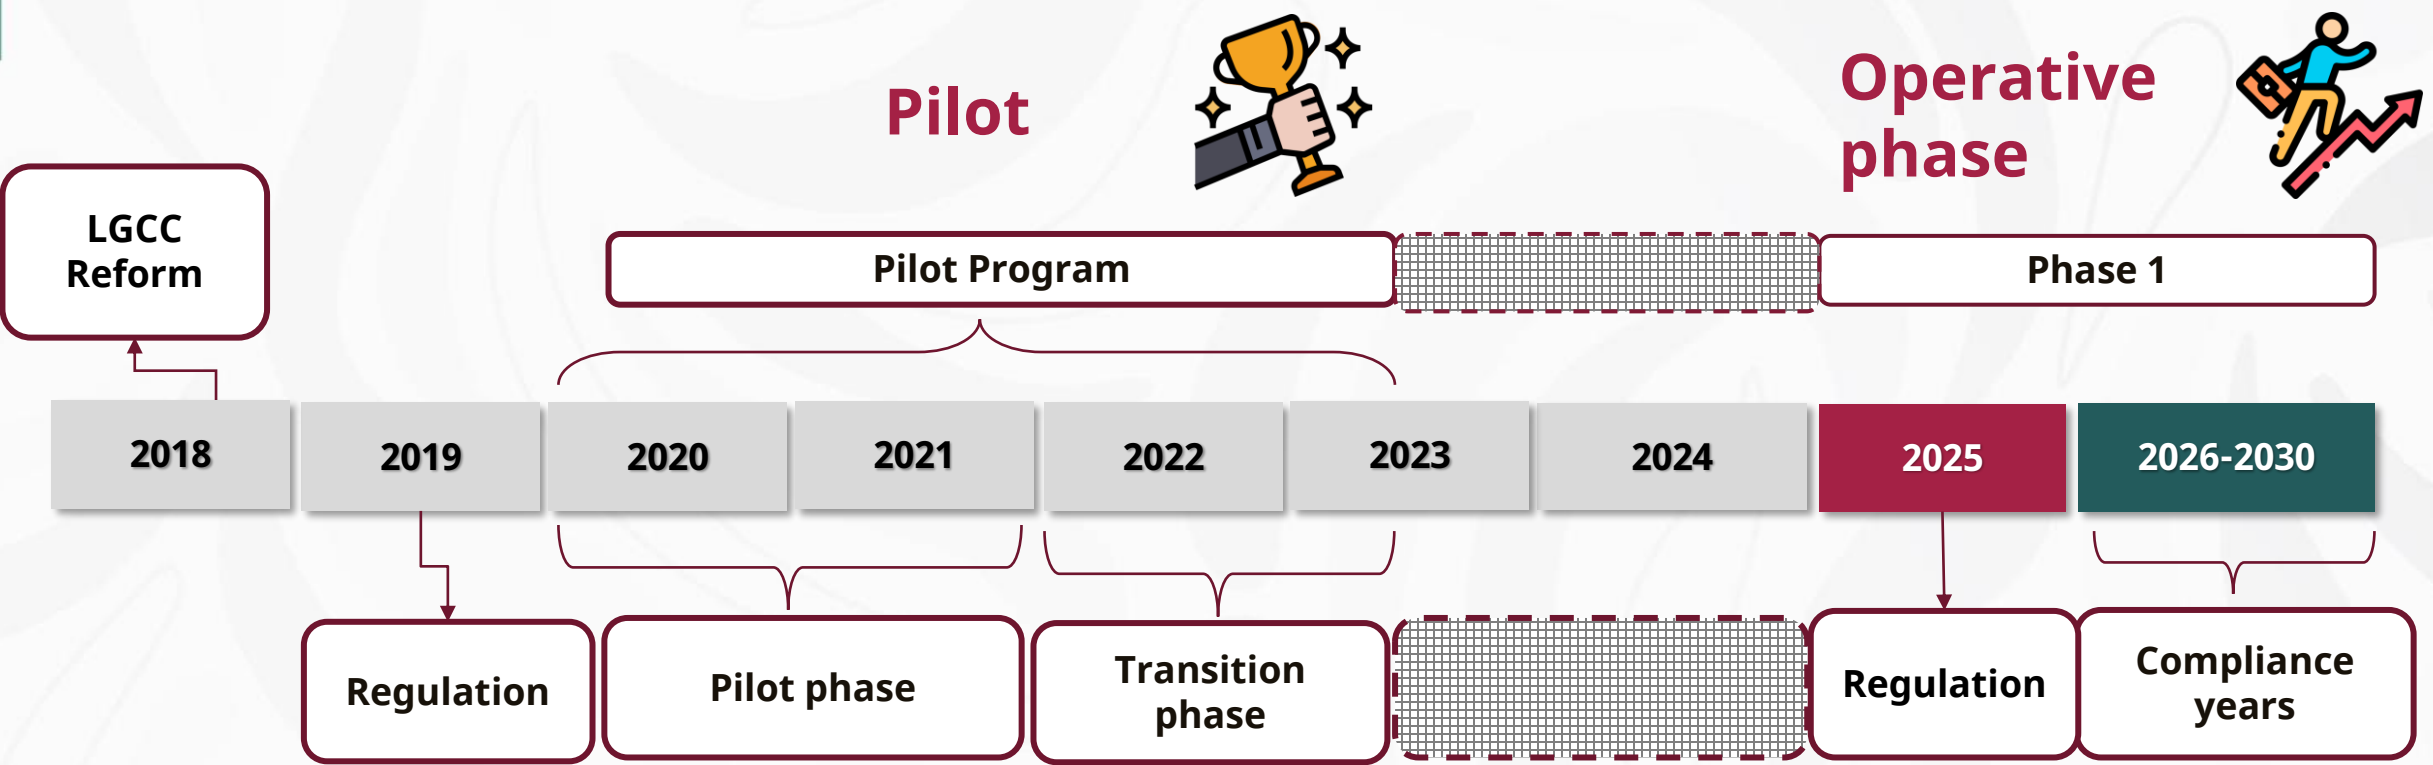 Pilot
Operative
phase
LGCC
Reform
Pilot Program
Phase 1
2018
2019
2020
2021
2022
2023
2024
2025
2026-2030
Regulation
Pilot phase
Transition
phase
Regulation
Compliance
years